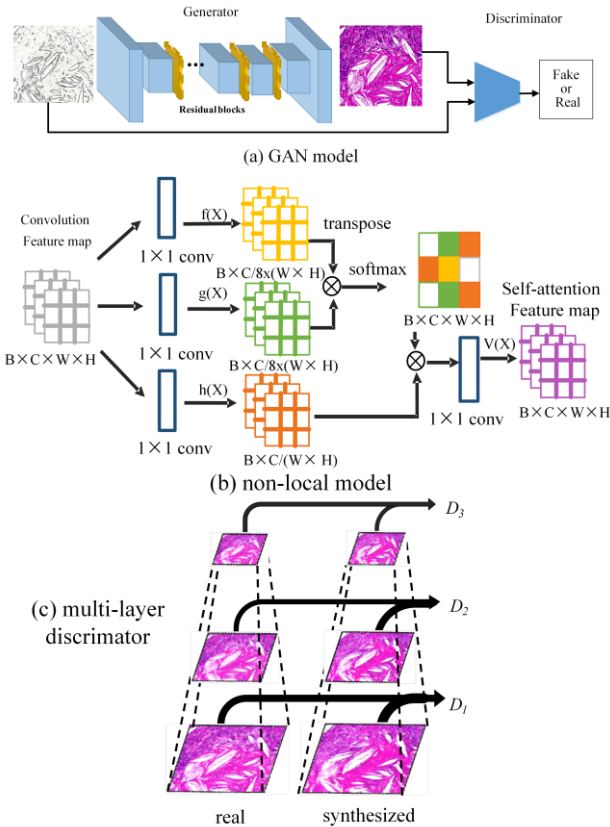 Generator
Discriminator
Residual blocks
Fake
or
Real
(a) GAN model
Convolution
Feature map
B×C×W×H
1×1 conv
f(X)
B×C/8x(W× H)
transpose
1×1 conv
g(X)
B×C/8x(W× H)
softmax
B×C×W×H
1×1 conv
h(X)
B×C/(W× H)
1×1 conv
V(X)
Self-attention
Feature map
B×C×W×H
(b) non-local model
D3
(c) multi-layer
discrimator
D2
D1
real
synthesized